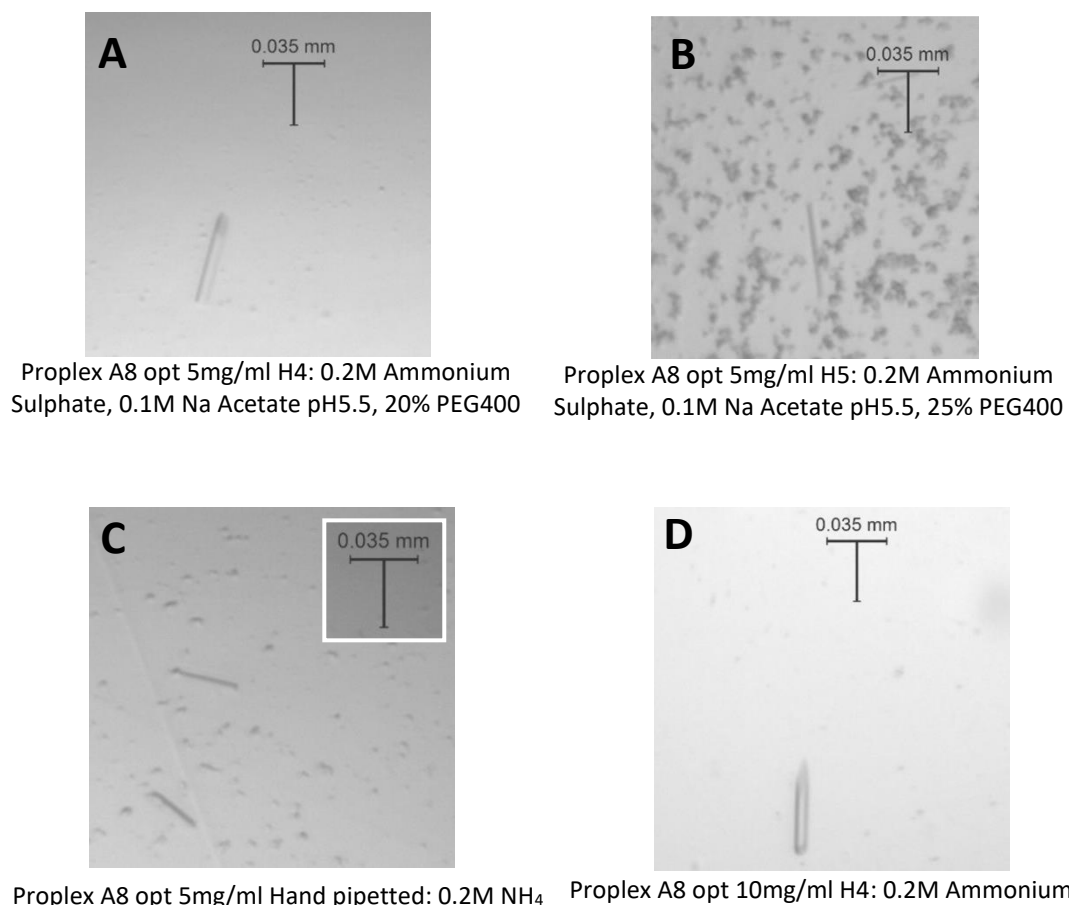 A
0.035 mm
B
0.035 mm
Proplex A8 opt 5mg/ml H4: 0.2M Ammonium
Sulphate, 0.1M Na Acetate pH5.5, 20% PEG400
Proplex A8 opt 5mg/ml H5: 0.2M Ammonium
Sulphate, 0.1M Na Acetate pH5.5, 25% PEG400
C
0.035 mm
D
0.035 mm
Proplex A8 opt 5mg/ml Hand pipetted: 0.2M NH₄
Proplex A8 opt 10mg/ml H4: 0.2M Ammonium